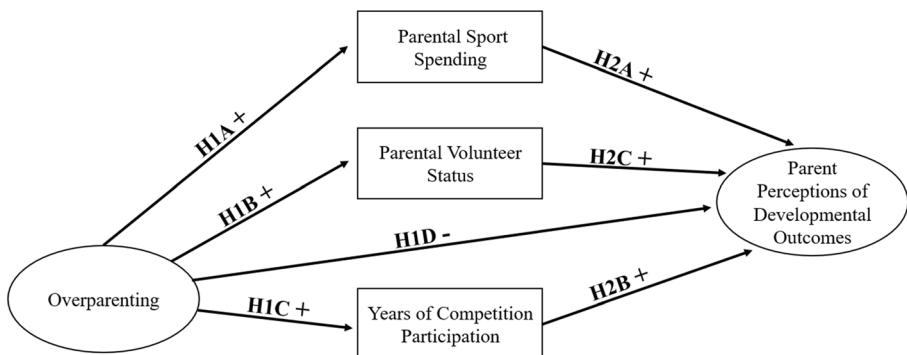 Parental Sport
Spending
H2A +
H1A +
Parental Volunteer
Status
H2C +
H1B +
Parent
Perceptions of
Developmental
Outcomes
H1D -
Overparenting
H1C +
Years of Competition
Participation
H2B +